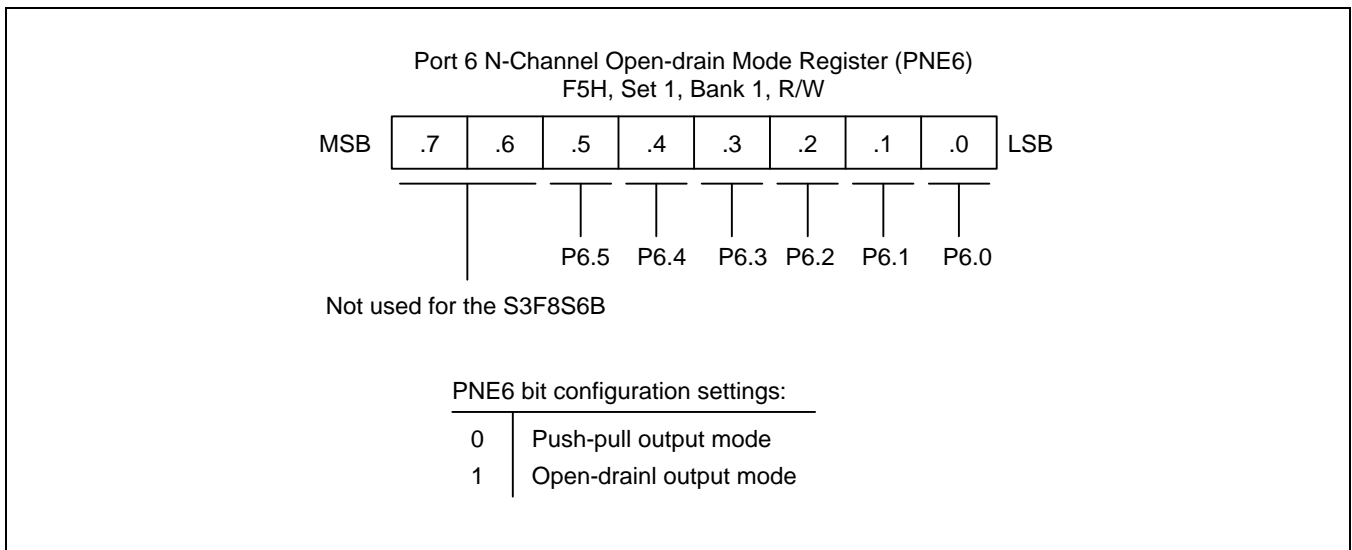 Port 6 N-Channel Open-drain Mode Register (PNE6)
F5H, Set 1, Bank 1, R/W
MSB .7 .6 .5 .4 .3 .2 .1 .0 LSB
P6.5 P6.4 P6.3 P6.2 P6.1 P6.0
Not used for the S3F8S6B
PNE6 bit configuration settings:
0 Push-pull output mode
1 Open-drainl output mode